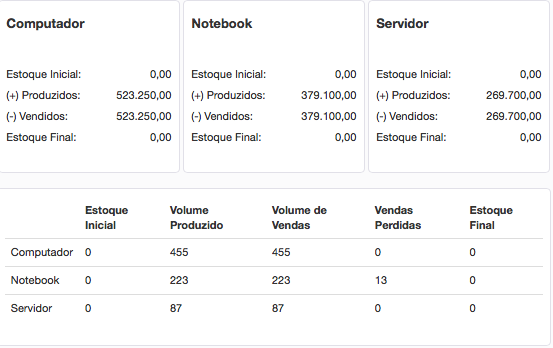 Computador
Estoque Inicial: 0,00
(+) Produzidos: 523.250,00
(-) Vendidos: 523.250,00
Estoque Final: 0,00
Notebook
Estoque Inicial: 0,00
(+) Produzidos: 379.100,00
(-) Vendidos: 379.100,00
Estoque Final: 0,00
Servidor
Estoque Inicial: 0,00
(+) Produzidos: 269.700,00
(-) Vendidos: 269.700,00
Estoque Final: 0,00
Estoque Volume Volume de Vendas Estoque
Inicial Produzido Vendas Perdidas Final
Computador 0 455 455 0 0
Notebook 0 223 223 13 0
Servidor 0 87 87 0 0